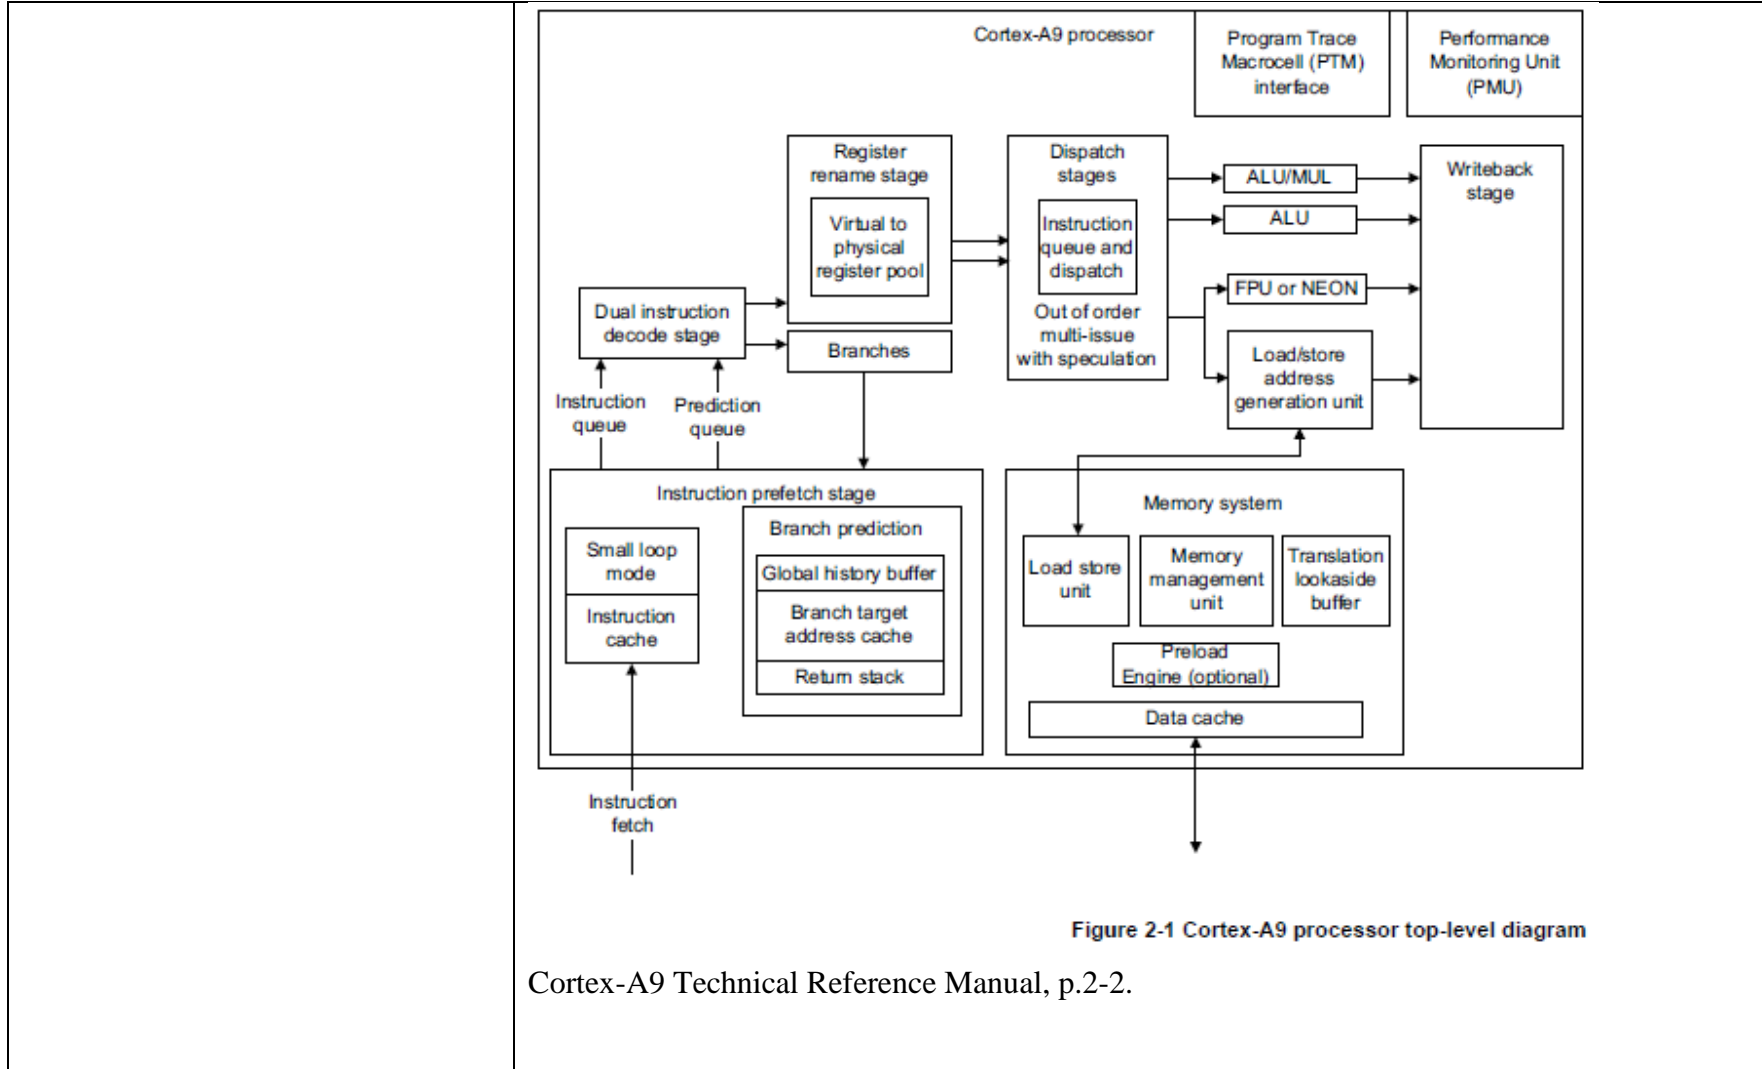 Cortex-A9 processor
Program Trace
Macrocell (PTM)
interface
Performance
Monitoring Unit
(PMU)
Register
rename stage
Virtual to
physical
register pool
Dispatch
stages
Instruction
queue and
dispatch
Out of order
multi-issue
with speculation
ALU/MUL
ALU
FPU or NEON
Load/store
address
generation unit
Writeback
stage
Dual instruction
decode stage
Branches
Instruction
queue
Prediction
queue
Instruction prefetch stage
Small loop
mode
Instruction
cache
Branch prediction
Global history buffer
Branch target
address cache
Return stack
Memory system
Load store
unit
Memory
management
unit
Translation
lookaside
buffer
Preload
Engine (optional)
Data cache
Instruction
fetch
Figure 2-1 Cortex-A9 processor top-level diagram
Cortex-A9 Technical Reference Manual, p.2-2.